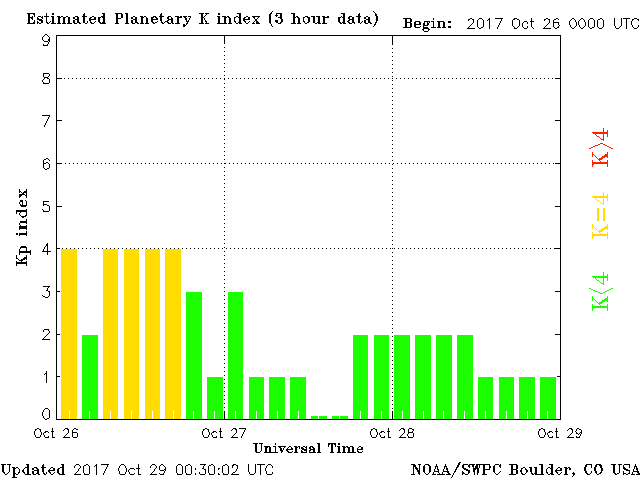 Estimated Planetary K index (3 hour data)
Begin: 2017 Oct 26 0000 UTC
9
8
7
6
5
4
3
2
1
0
Kp index
K>4
K=4
K<4
Oct 26
Oct 27
Oct 28
Oct 29
Universal Time
Updated 2017 Oct 29 00:30:02 UTC
NOAA/SWPC Boulder, CO USA